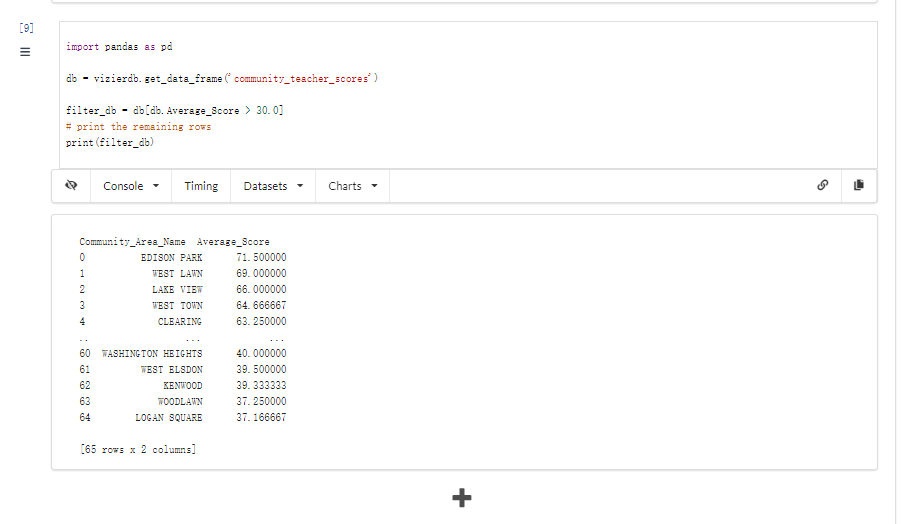 [9]
import pandas as pd
db = vizierdb.get_data_frame('community_teacher_scores')
filter_db = db[db.Average_Score > 30.0]
# print the remaining rows
print(filter_db)
Console Timing Datasets Charts
Community_Area_Name Average_Score
0 EDISON PARK 71.500000
1 WEST LAWN 69.000000
2 LAKE VIEW 66.000000
3 WEST TOWN 64.666667
4 CLEARING 63.250000
.. ... ...
60 WASHINGTON HEIGHTS 40.000000
61 WEST ELSDON 39.500000
62 KENWOOD 39.333333
63 WOODLAWN 37.250000
64 LOGAN SQUARE 37.166667
[65 rows x 2 columns]